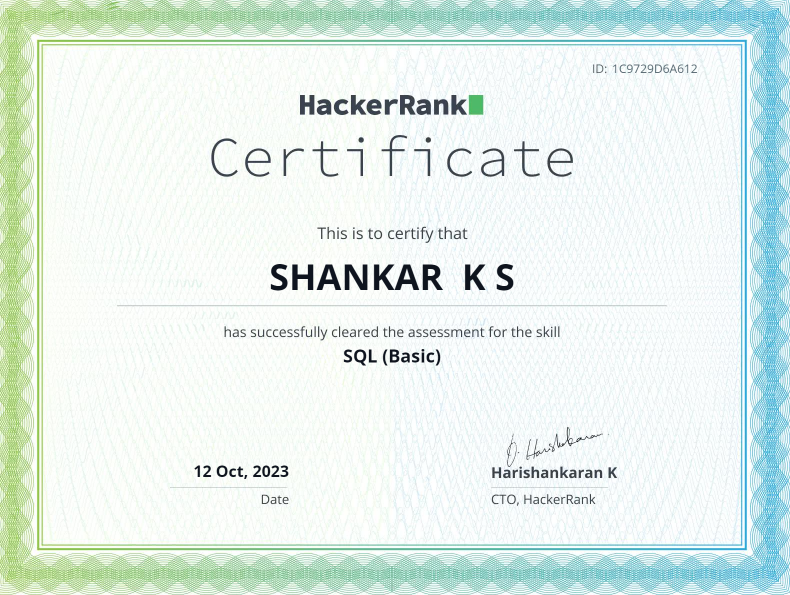 ID: 1C9729D6A612
HackerRank
Certificate
This is to certify that
SHANKAR K S
has successfully cleared the assessment for the skill
SQL (Basic)
12 Oct, 2023
Date
Harishankaran K
CTO, HackerRank